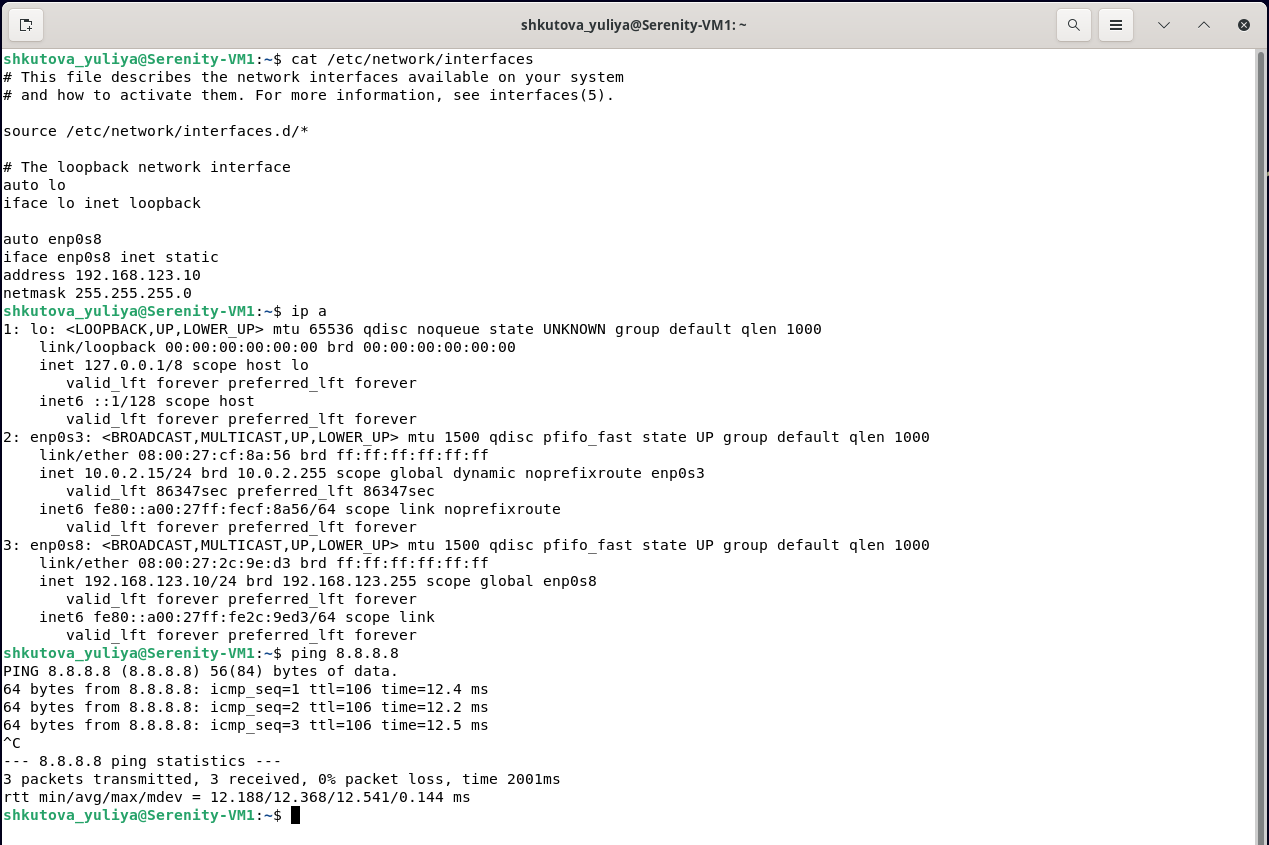 shkutova_yuliya@Serenity-VM1: ~
shkutova_yuliya@Serenity-VM1:~$ cat /etc/network/interfaces
# This file describes the network interfaces available on your system
# and how to activate them. For more information, see interfaces(5).
source /etc/network/interfaces.d/*
# The loopback network interface
auto lo
iface lo inet loopback
auto enp0s8
iface enp0s8 inet static
address 192.168.123.10
netmask 255.255.255.0
shkutova_yuliya@Serenity-VM1:~$ ip a
1: lo: <LOOPBACK,UP,LOWER_UP> mtu 65536 qdisc noqueue state UNKNOWN group default qlen 1000
    link/loopback 00:00:00:00:00:00 brd 00:00:00:00:00:00
    inet 127.0.0.1/8 scope host lo
       valid_lft forever preferred_lft forever
    inet6 ::1/128 scope host
       valid_lft forever preferred_lft forever
2: enp0s3: <BROADCAST,MULTICAST,UP,LOWER_UP> mtu 1500 qdisc pfifo_fast state UP group default qlen 1000
    link/ether 08:00:27:cf:8a:56 brd ff:ff:ff:ff:ff:ff
    inet 10.0.2.15/24 brd 10.0.2.255 scope global dynamic noprefixroute enp0s3
       valid_lft 86347sec preferred_lft 86347sec
    inet6 fe80::a00:27ff:fecf:8a56/64 scope link noprefixroute
       valid_lft forever preferred_lft forever
3: enp0s8: <BROADCAST,MULTICAST,UP,LOWER_UP> mtu 1500 qdisc pfifo_fast state UP group default qlen 1000
    link/ether 08:00:27:2c:9e:d3 brd ff:ff:ff:ff:ff:ff
    inet 192.168.123.10/24 brd 192.168.123.255 scope global enp0s8
       valid_lft forever preferred_lft forever
    inet6 fe80::a00:27ff:fe2c:9ed3/64 scope link
       valid_lft forever preferred_lft forever
shkutova_yuliya@Serenity-VM1:~$ ping 8.8.8.8
PING 8.8.8.8 (8.8.8.8) 56(84) bytes of data.
64 bytes from 8.8.8.8: icmp_seq=1 ttl=106 time=12.4 ms
64 bytes from 8.8.8.8: icmp_seq=2 ttl=106 time=12.2 ms
64 bytes from 8.8.8.8: icmp_seq=3 ttl=106 time=12.5 ms
^C
--- 8.8.8.8 ping statistics ---
3 packets transmitted, 3 received, 0% packet loss, time 2001ms
rtt min/avg/max/mdev = 12.188/12.368/12.541/0.144 ms
shkutova_yuliya@Serenity-VM1:~$